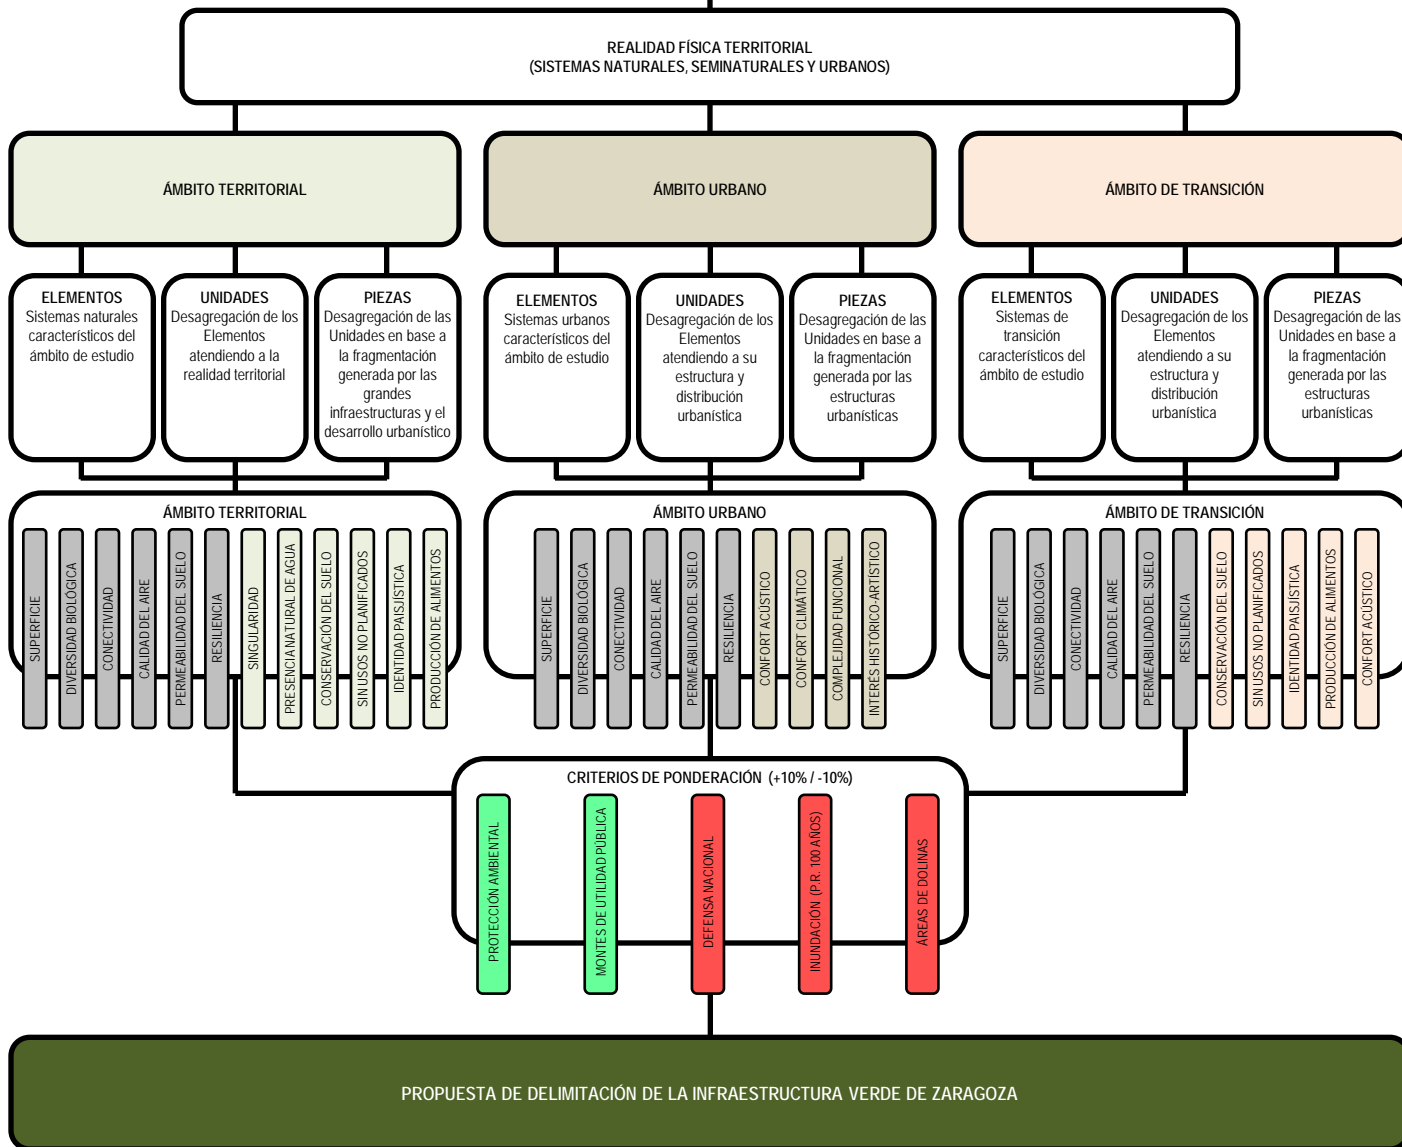 REALIDAD FÍSICA TERRITORIAL
(SISTEMAS NATURALES, SEMINATURALES Y URBANOS)
ÁMBITO TERRITORIAL
ÁMBITO URBANO
ÁMBITO DE TRANSICIÓN
ELEMENTOS
Sistemas naturales
característicos del
ámbito de estudio
UNIDADES
Desagregación de los
Elementos
atendiendo a la
realidad territorial
PIEZAS
Desagregación de las
Unidades en base a
la fragmentación
generada por las
grandes
infraestructuras y el
desarrollo urbanístico
ELEMENTOS
Sistemas urbanos
característicos del
ámbito de estudio
UNIDADES
Desagregación de los
Elementos
atendiendo a su
estructura y
distribución
urbanística
PIEZAS
Desagregación de las
Unidades en base a
la fragmentación
generada por las
estructuras
urbanísticas
ELEMENTOS
Sistemas de
transición
característicos del
ámbito de estudio
UNIDADES
Desagregación de los
Elementos
atendiendo a su
estructura y
distribución
urbanística
PIEZAS
Desagregación de las
Unidades en base a
la fragmentación
generada por las
estructuras
urbanísticas
ÁMBITO TERRITORIAL
SUPERFICIE
DIVERSIDAD BIOLÓGICA
CONECTIVIDAD
CALIDAD DEL AIRE
PERMEABILIDAD DEL SUELO
RESILIENCIA
SINGULARIDAD
PRESENCIA NATURAL DE AGUA
CONSERVACIÓN DEL SUELO
SIN USOS NO PLANIFICADOS
IDENTIDAD PAISJÍSTICA
PRODUCCIÓN DE ALIMENTOS
ÁMBITO URBANO
SUPERFICIE
DIVERSIDAD BIOLÓGICA
CONECTIVIDAD
CALIDAD DEL AIRE
PERMEABILIDAD DEL SUELO
RESILIENCIA
CONFORT ACÚSTICO
CONFORT CLIMÁTICO
COMPLEJIDAD FUNCIONAL
INTERÉS HISTÓRICO-ARTÍSTICO
ÁMBITO DE TRANSICIÓN
SUPERFICIE
DIVERSIDAD BIOLÓGICA
CONECTIVIDAD
CALIDAD DEL AIRE
PERMEABILIDAD DEL SUELO
RESILIENCIA
CONSERVACIÓN DEL SUELO
SIN USOS NO PLANIFICADOS
IDENTIDAD PAISJÍSTICA
PRODUCCIÓN DE ALIMENTOS
CONFORT ACÚSTICO
CRITERIOS DE PONDERACIÓN (+10% / -10%)
PROTECCIÓN AMBIENTAL
MONTES DE UTILIDAD PÚBLICA
DEFENSA NACIONAL
INUNDACIÓN (P.R. 100 AÑOS)
ÁREAS DE DOLINAS
PROPUESTA DE DELIMITACIÓN DE LA INFRAESTRUCTURA VERDE DE ZARAGOZA